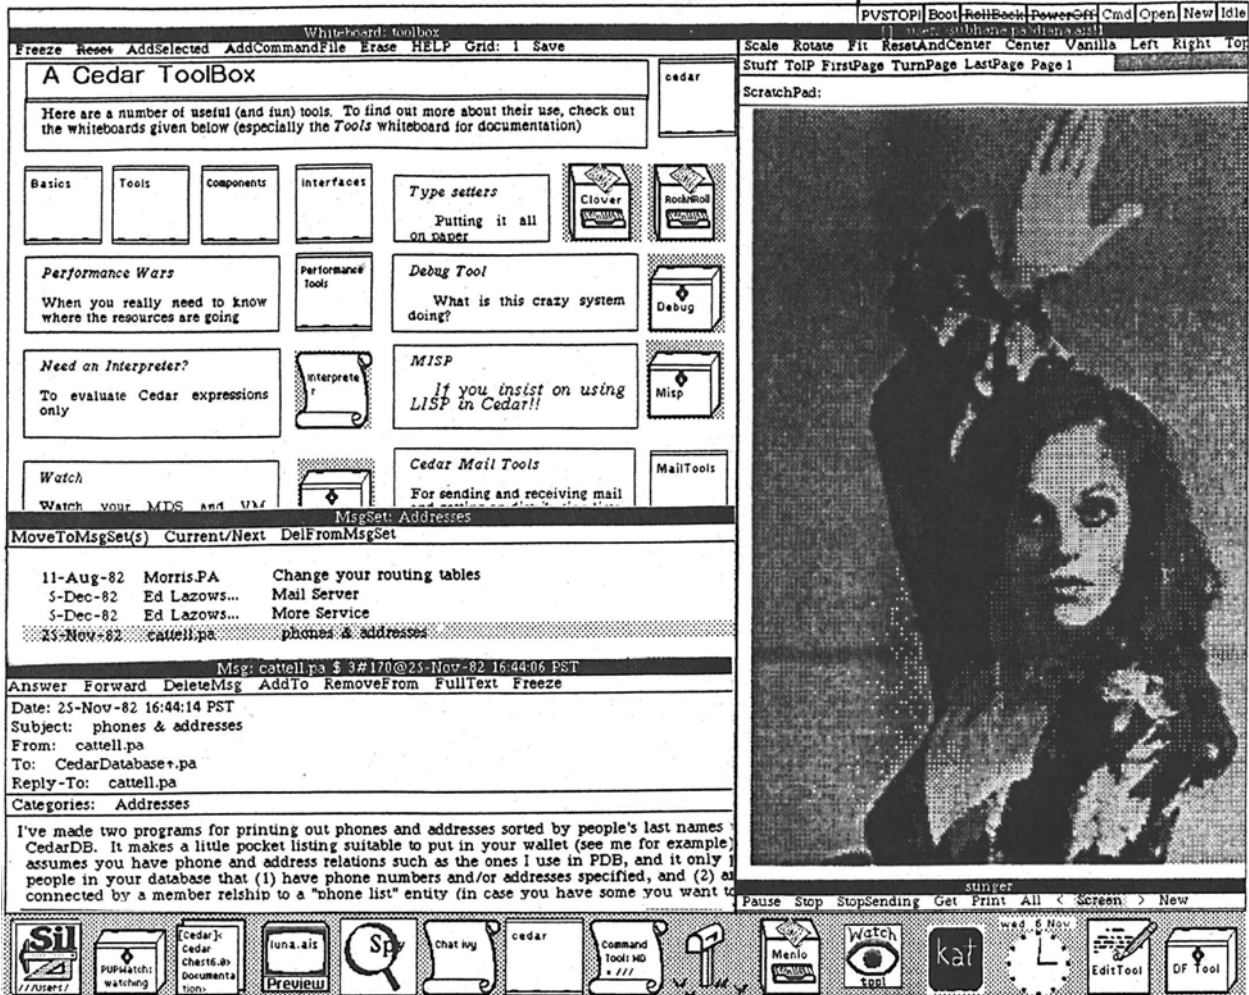 PVSTOP! Boot RollBack PowerOff Cmd Open New Idle
Whiteboard: toolbox
Freeze Reset AddSelected AddCommandFile Erase HELP Grid: 1 Save
A Cedar ToolBox
Here are a number of useful (and fun) tools. To find out more about their use, check out
the whiteboards given below (especially the Tools whiteboard for documentation)
cedar
Basics
Tools
Components
Interfaces
Type setters
Putting it all
on paper
Clover
RockNRoll
Performance Wars
When you really need to know
where the resources are going
Performance
Tools
Debug Tool
What is this crazy system
doing?
Debug
Need an Interpreter?
To evaluate Cedar expressions
only
Interprete
r
MISP
If you insist on using
LISP in Cedar!!
Misp
Watch
Watch your MDS and VM
Cedar Mail Tools
For sending and receiving mail
MailTools
MsgSet: Addresses
MoveToMsgSet(s) Current/Next DelFromMsgSet
11-Aug-82 Morris.PA Change your routing tables
5-Dec-82 Ed Lazows... Mail Server
5-Dec-82 Ed Lazows... More Service
25-Nov-82 cattell.pa phones & addresses
Msg: cattell.pa $ 3#170@25-Nov-82 16:44:06 PST
Answer Forward DeleteMsg AddTo RemoveFrom FullText Freeze
Date: 25-Nov-82 16:44:14 PST
Subject: phones & addresses
From: cattell.pa
To: CedarDatabase↑.pa
Reply-To: cattell.pa
Categories: Addresses
I've made two programs for printing out phones and addresses sorted by people's last names
CedarDB. It makes a little pocket listing suitable to put in your wallet (see me for example)
assumes you have phone and address relations such as the ones I use in PDB, and it only
people in your database that (1) have phone numbers and/or addresses specified, and (2)
connected by a member relship to a "phone list" entity (in case you have some you want to
Scale Rotate Fit ResetAndCenter Center Vanilla Left Right Top
Stuff ToIP FirstPage TurnPage LastPage Page 1
ScratchPad:
sunger
Pause Stop StopSending Get Print All < Screen > New
Sil
///Users/
PUPWatch:
watching
[Cedar]<
Cedar
Chest6.0>
Documenta
tion>
luna.ais
Preview
Spy
Chat ivy
cedar
Command
Tool: WD
= ///
Menlo
Watch
tool
kat
wed 6 Nov
EditTool
DF Tool